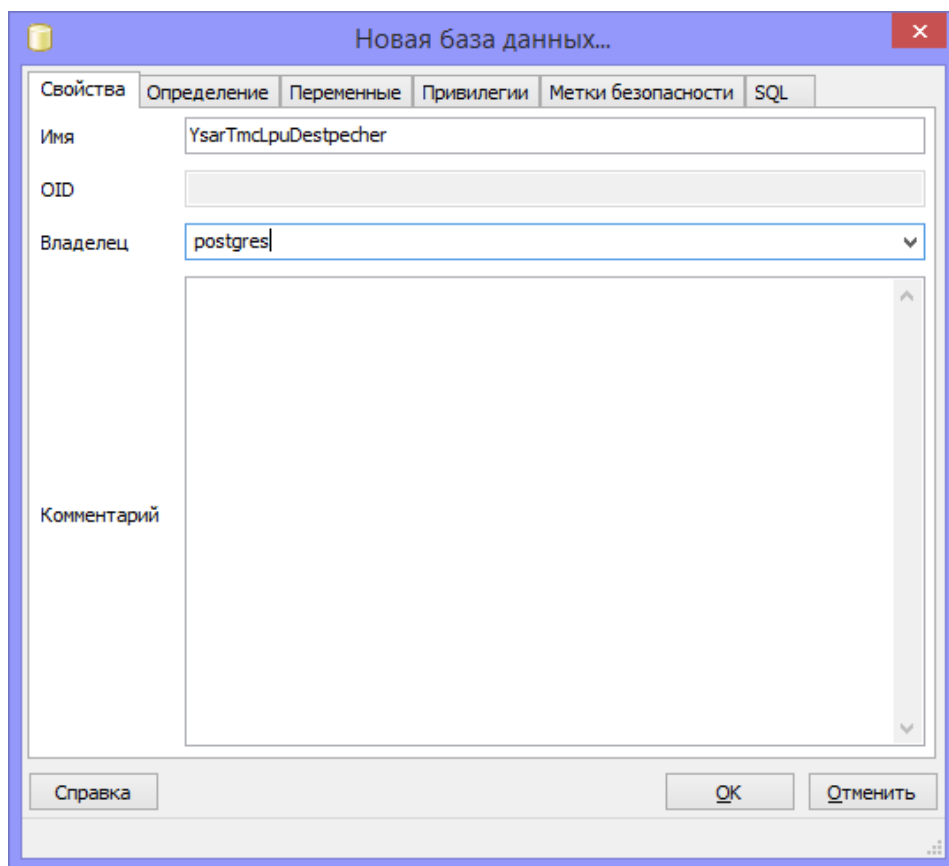 Новая база данных...
Свойства Определение Переменные Привилегии Метки безопасности SQL
Имя YsarTmcLpuDestpecher
OID
Владелец postgres
Комментарий
Справка OK Отменить